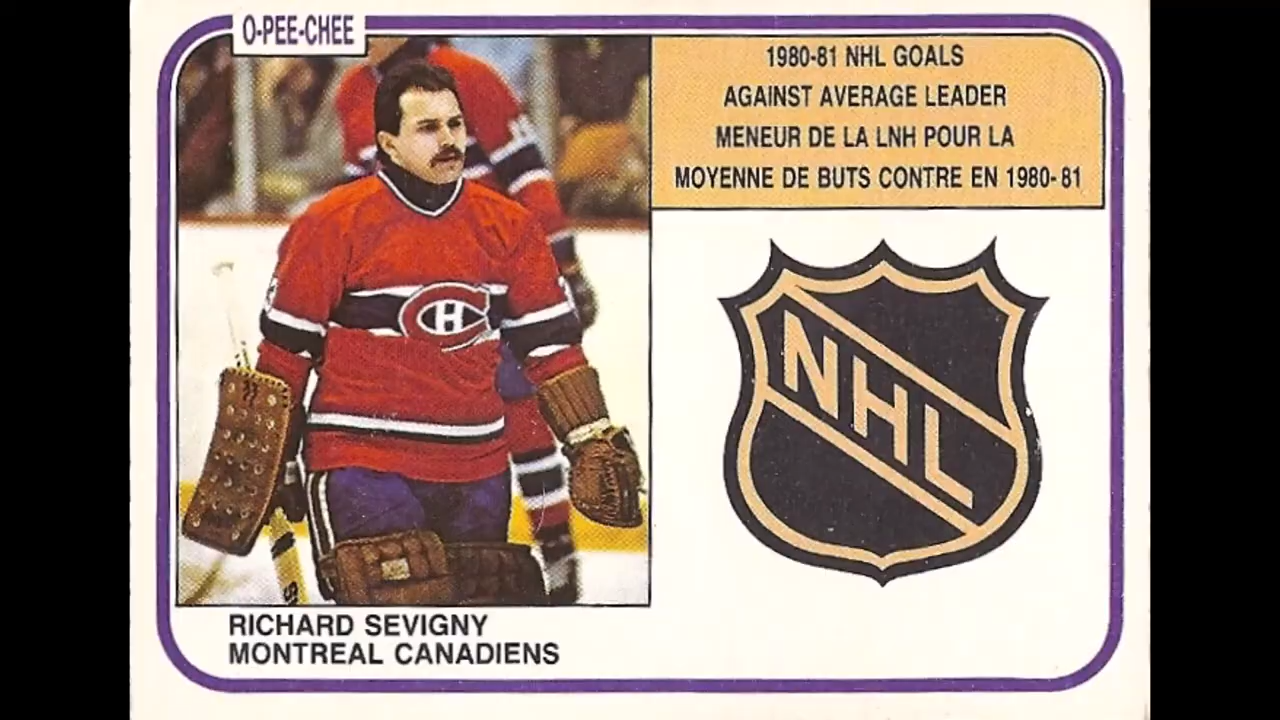 O-PEE-CHEE
1980-81 NHL GOALS
AGAINST AVERAGE LEADER
MENEUR DE LA LNH POUR LA
MOYENNE DE BUTS CONTRE EN 1980-81
NHL
RICHARD SEVIGNY
MONTREAL CANADIENS